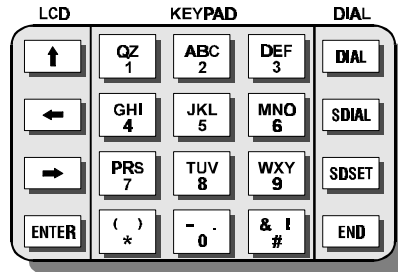 LCD KEYPAD DIAL
QZ ABC DEF DIAL
1 2 3
GHI JKL MNO SDIAL
4 5 6
PRS TUV WXY SDSET
7 8 9
ENTER ( ) - . & ! END
* 0 #